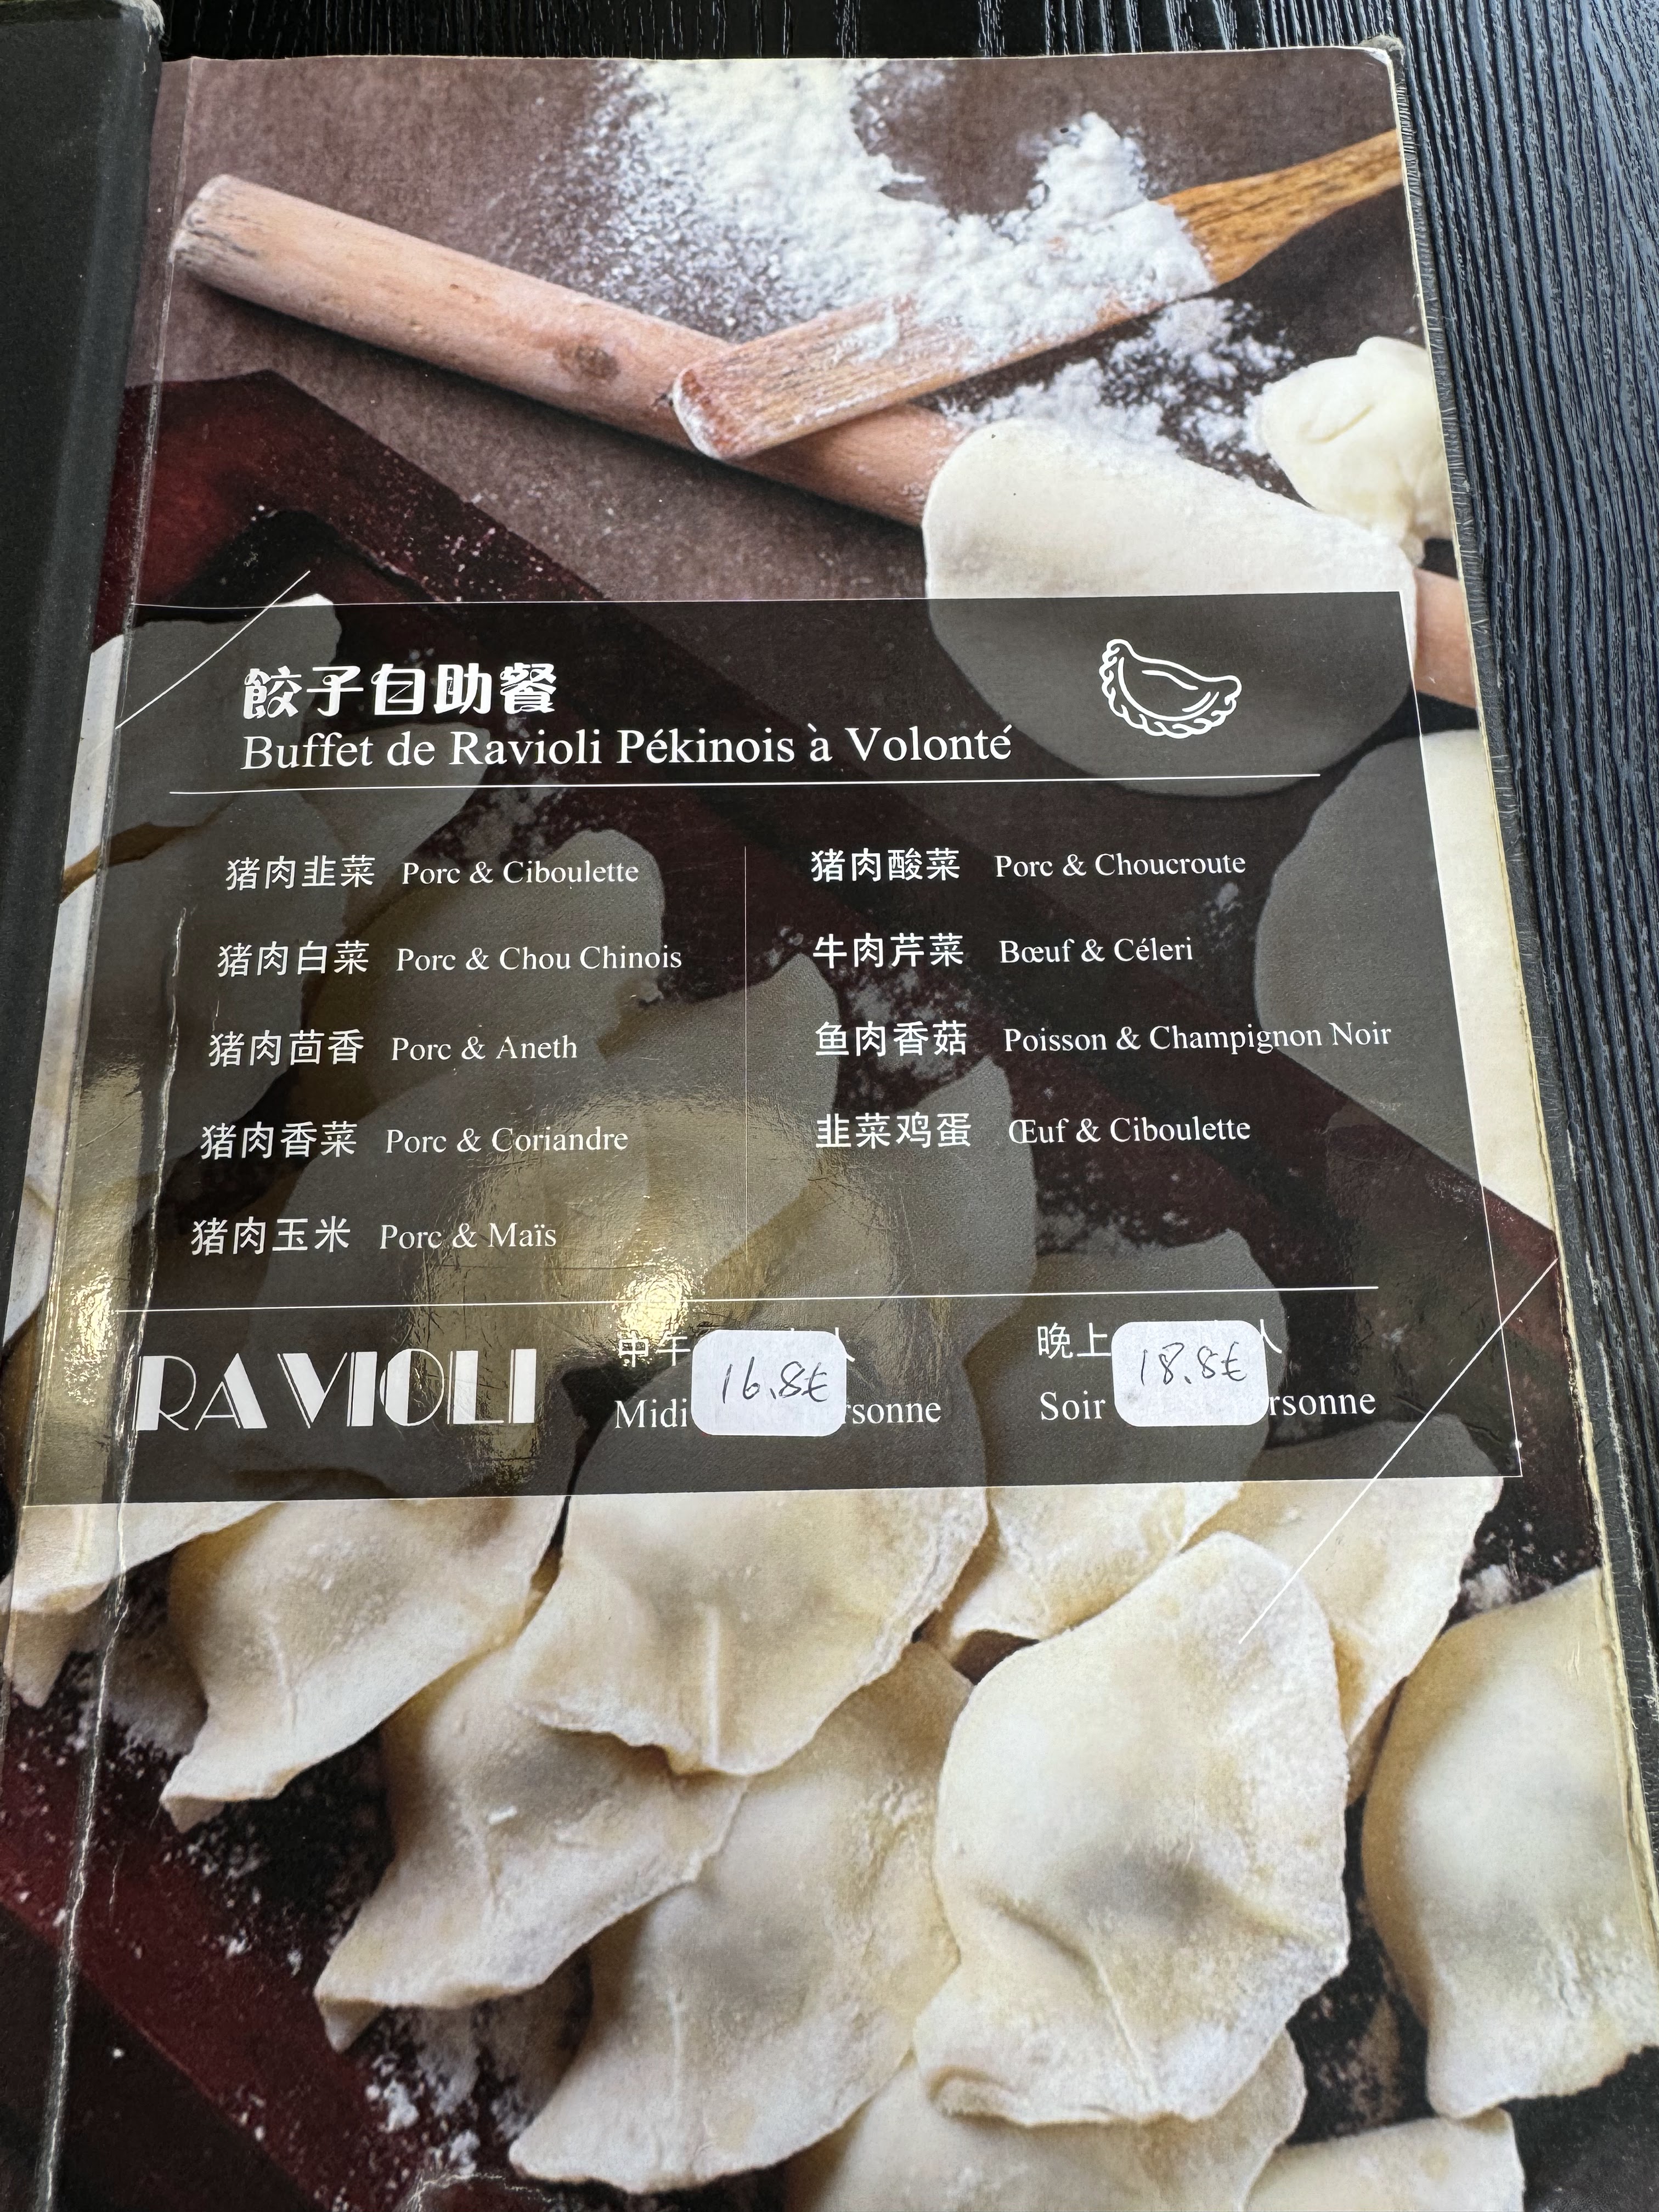 餃子自助餐
Buffet de Ravioli Pékinois à Volonté
猪肉韭菜 Porc & Ciboulette
猪肉白菜 Porc & Chou Chinois
猪肉茴香 Porc & Aneth
猪肉香菜 Porc & Coriandre
猪肉玉米 Porc & Maïs
猪肉酸菜 Porc & Choucroute
牛肉芹菜 Bœuf & Céleri
鱼肉香菇 Poisson & Champignon Noir
韭菜鸡蛋 Œuf & Ciboulette
RAVIOLI
中午
Midi 16.8€ rsonne
晚上 人
Soir 18.8€ rsonne